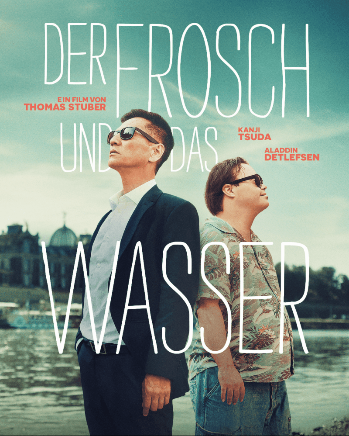 DER FROSCH
EIN FILM VON
THOMAS STUBER
UND DAS
KANJI
TSUDA
ALADDIN
DETLEFSEN
WASSER